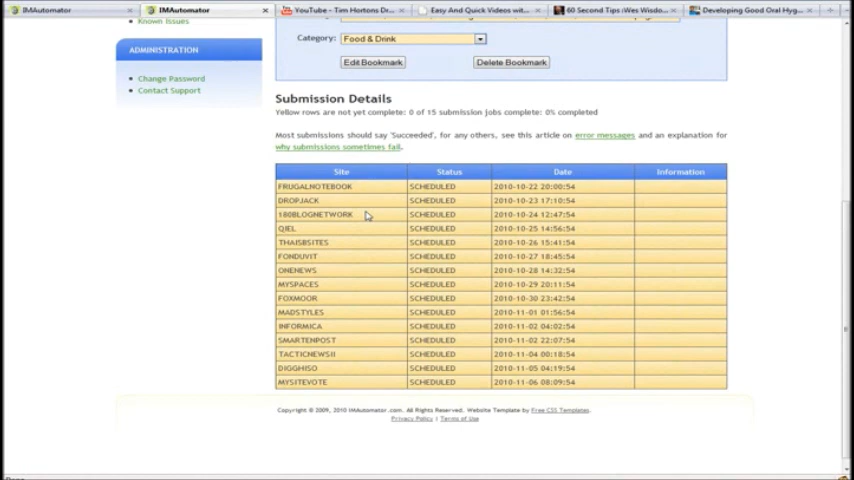 IMAutomator
IMAutomator
YouTube - Tim Hortons Dr...
Easy And Quick Videos wit...
60 Second Tips :Wes Wisdo...
Developing Good Oral Hyg...
Known Issues
ADMINISTRATION
Change Password
Contact Support
Category: Food & Drink
Edit Bookmark Delete Bookmark
Submission Details
Yellow rows are not yet complete: 0 of 15 submission jobs complete: 0% completed
Most submissions should say 'Succeeded', for any others, see this article on error messages and an explanation for
why submissions sometimes fail.
Site Status Date Information
FRUGALNOTEBOOK SCHEDULED 2010-10-22 20:00:54
DROPJACK SCHEDULED 2010-10-23 17:10:54
180BLOGNETWORK SCHEDULED 2010-10-24 12:47:54
QJEL SCHEDULED 2010-10-25 14:56:54
THAISBSITES SCHEDULED 2010-10-26 15:41:54
FONDUVIT SCHEDULED 2010-10-27 18:45:54
ONENEWS SCHEDULED 2010-10-28 14:32:54
MYSPACES SCHEDULED 2010-10-29 20:11:54
FOXMOOR SCHEDULED 2010-10-30 23:42:54
MADSTYLES SCHEDULED 2010-11-01 01:56:54
INFORMICA SCHEDULED 2010-11-02 04:02:54
SMARTENPOST SCHEDULED 2010-11-02 22:07:54
TACTICNEWSII SCHEDULED 2010-11-04 00:18:54
DIGGHISO SCHEDULED 2010-11-05 04:19:54
MYSITEVOTE SCHEDULED 2010-11-06 08:09:54
Copyright © 2009, 2010 IMAutomator.com. All Rights Reserved. Website Template by Free CSS Templates.
Privacy Policy | Terms of Use